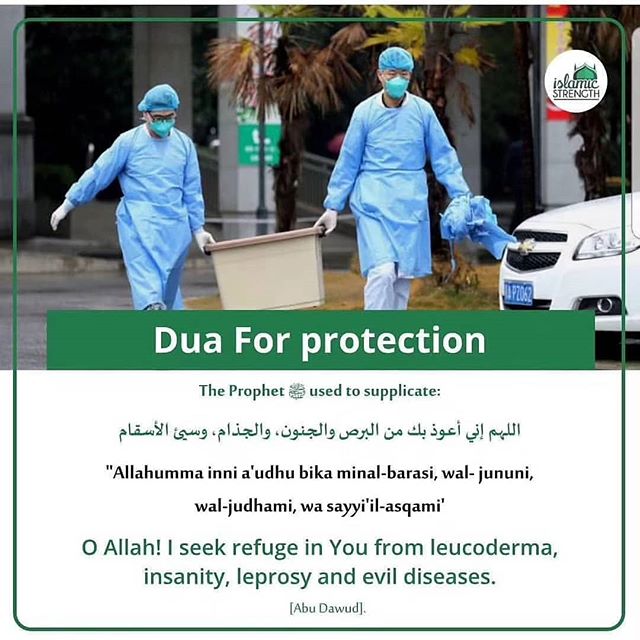 islamic
STRENGTH
Dua For protection
The Prophet ﷺ used to supplicate:
اللهم إني أعوذ بك من البرص والجنون، والجذام، وسيئ الأسقام
"Allahumma inni a'udhu bika minal-barasi, wal- jununi,
wal-judhami, wa sayyi'il-asqami'
O Allah! I seek refuge in You from leucoderma,
insanity, leprosy and evil diseases.
[Abu Dawud].